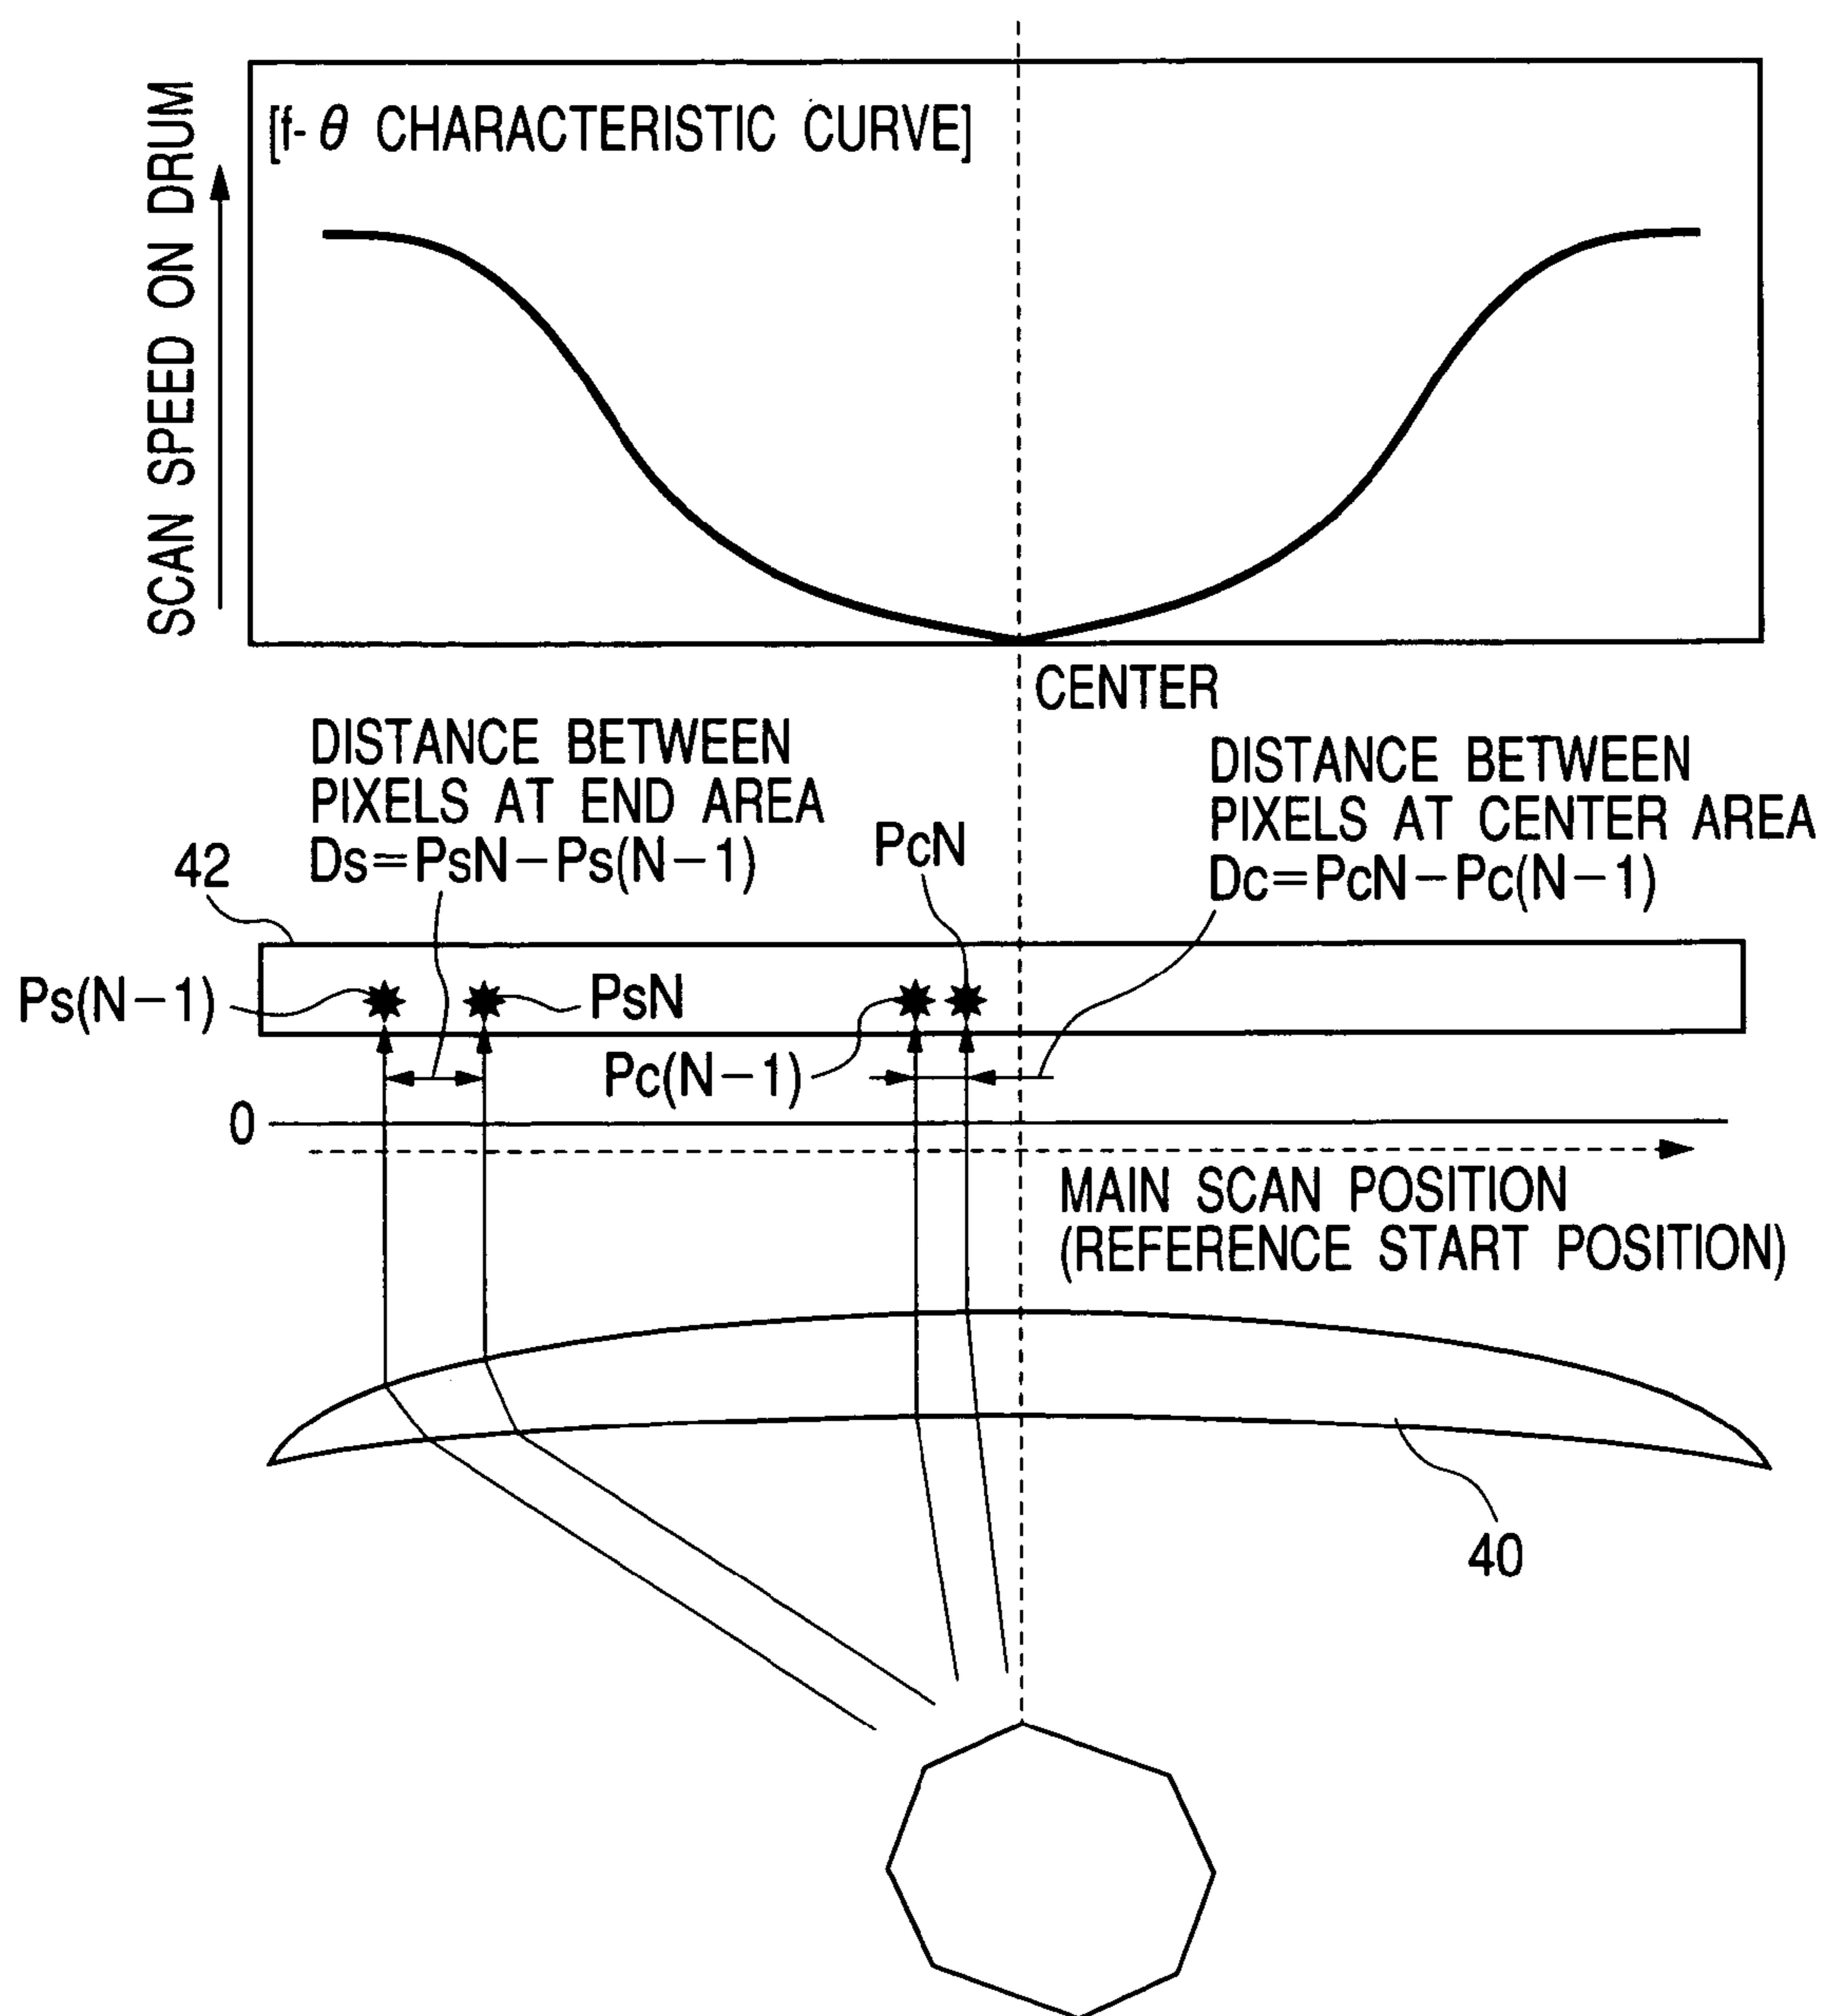 [f-θ CHARACTERISTIC CURVE]
SCAN SPEED ON DRUM
CENTER
DISTANCE BETWEEN
PIXELS AT END AREA
Ds=PsN−Ps(N−1)
DISTANCE BETWEEN
PIXELS AT CENTER AREA
Dc=PcN−Pc(N−1)
PcN
42
Ps(N−1)
PsN
Pc(N−1)
0
MAIN SCAN POSITION
(REFERENCE START POSITION)
40